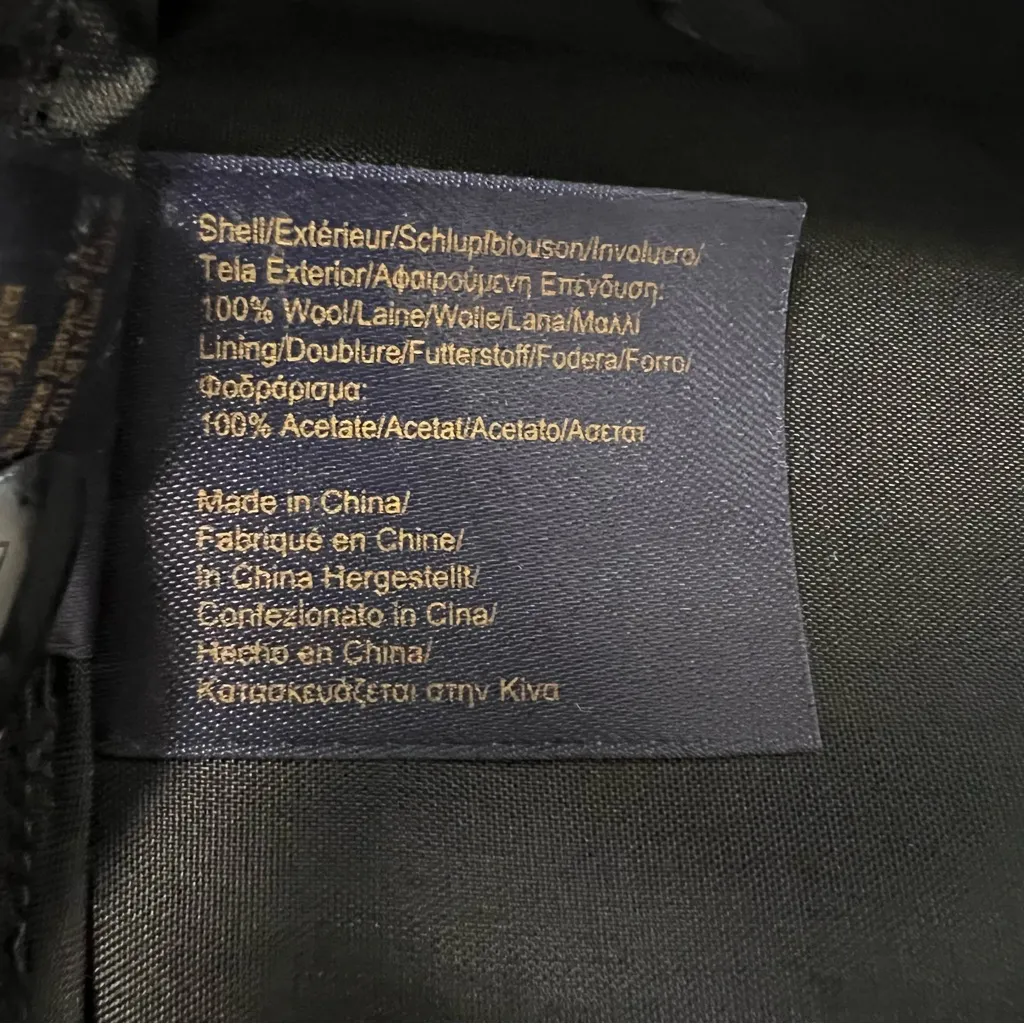 Shell/Extérieur/Schlupfblouson/Involucro/
Tela Exterior/Αφαιρούμενη Επένδυση:
100% Wool/Laine/Wolle/Lana/Μαλλί
Lining/Doublure/Futterstoff/Fodera/Forro/
Φοδράρισμα:
100% Acetate/Acetat/Acetato/Ασετάτ
Made in China/
Fabriqué en Chine/
In China Hergestellt/
Confezionato in Cina/
Hecho en China/
Κατασκευάζεται στην Κίνα